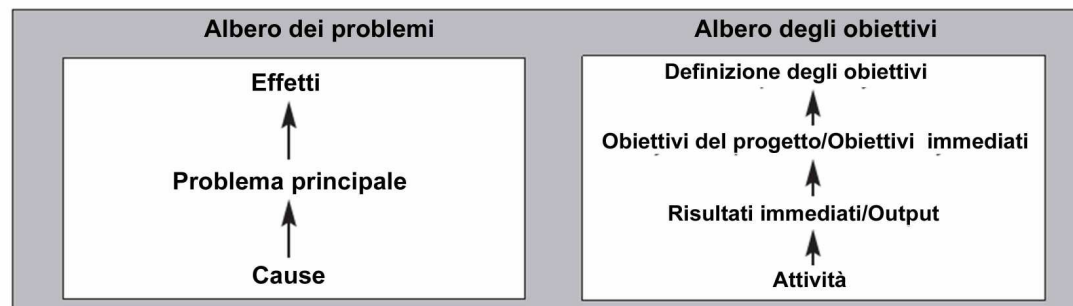 Albero dei problemi
Effetti
Problema principale
Cause
Albero degli obiettivi
Definizione degli obiettivi
Obiettivi del progetto/Obiettivi immediati
Risultati immediati/Output
Attività